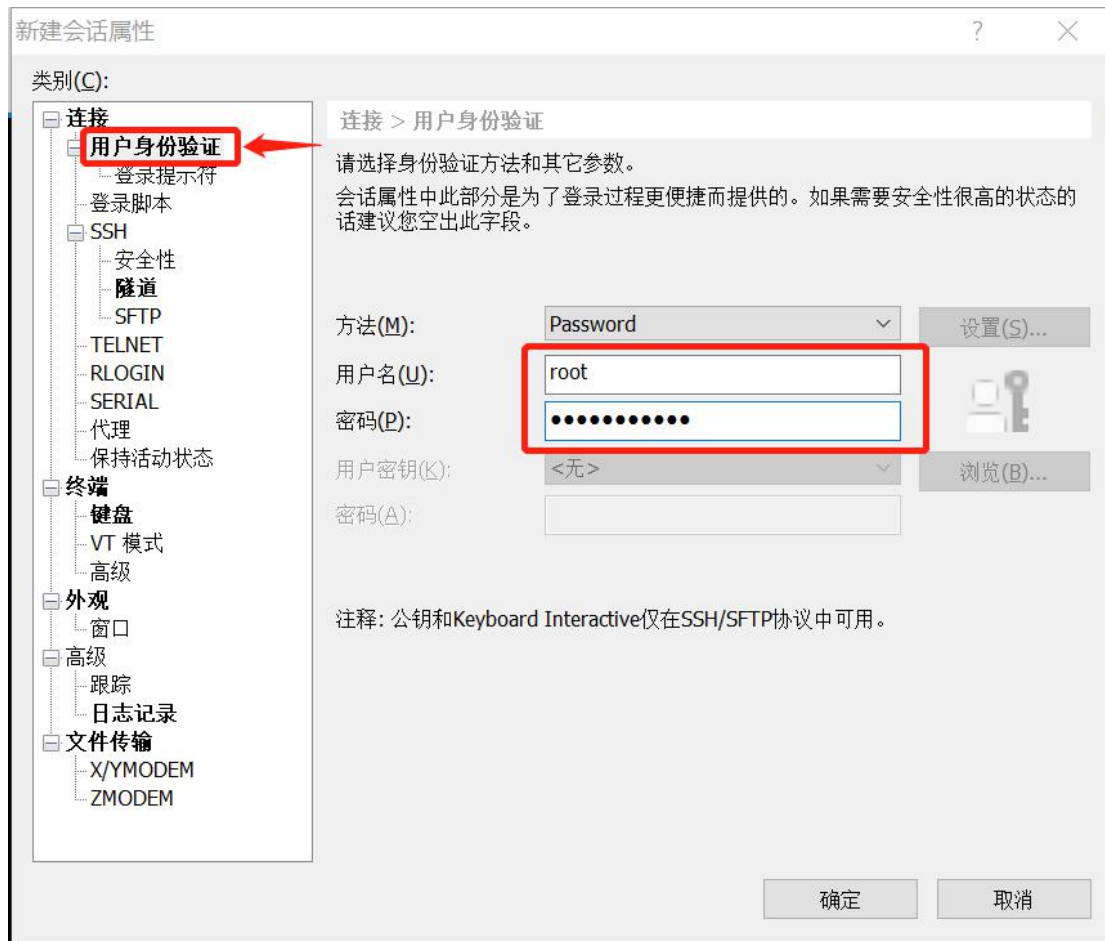 新建会话属性
?
类别(C):
连接
用户身份验证
登录提示符
登录脚本
SSH
安全性
隧道
SFTP
TELNET
RLOGIN
SERIAL
代理
保持活动状态
终端
键盘
VT 模式
高级
外观
窗口
高级
跟踪
日志记录
文件传输
X/YMODEM
ZMODEM
连接 > 用户身份验证
请选择身份验证方法和其它参数。
会话属性中此部分是为了登录过程更便捷而提供的。如果需要安全性很高的状态的
话建议您空出此字段。
方法(M): Password 设置(S)...
用户名(U): root
密码(P): ●●●●●●●●●●●
用户密钥(K): <无> 浏览(B)...
密码(A):
注释: 公钥和Keyboard Interactive仅在SSH/SFTP协议中可用。
确定 取消